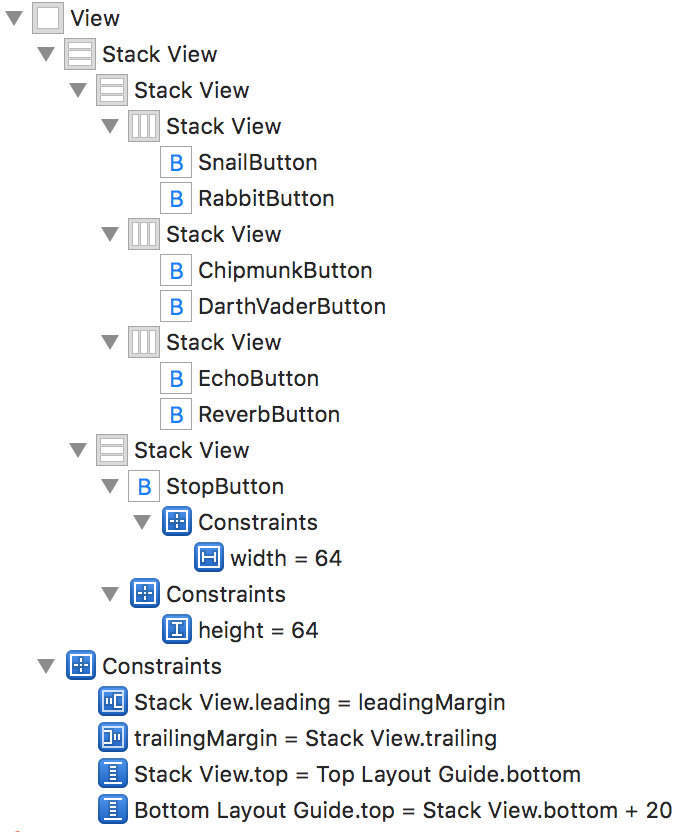 View
Stack View
Stack View
Stack View
B SnailButton
B RabbitButton
Stack View
B ChipmunkButton
B DarthVaderButton
Stack View
B EchoButton
B ReverbButton
Stack View
B StopButton
Constraints
width = 64
Constraints
height = 64
Constraints
Stack View.leading = leadingMargin
trailingMargin = Stack View.trailing
Stack View.top = Top Layout Guide.bottom
Bottom Layout Guide.top = Stack View.bottom + 20